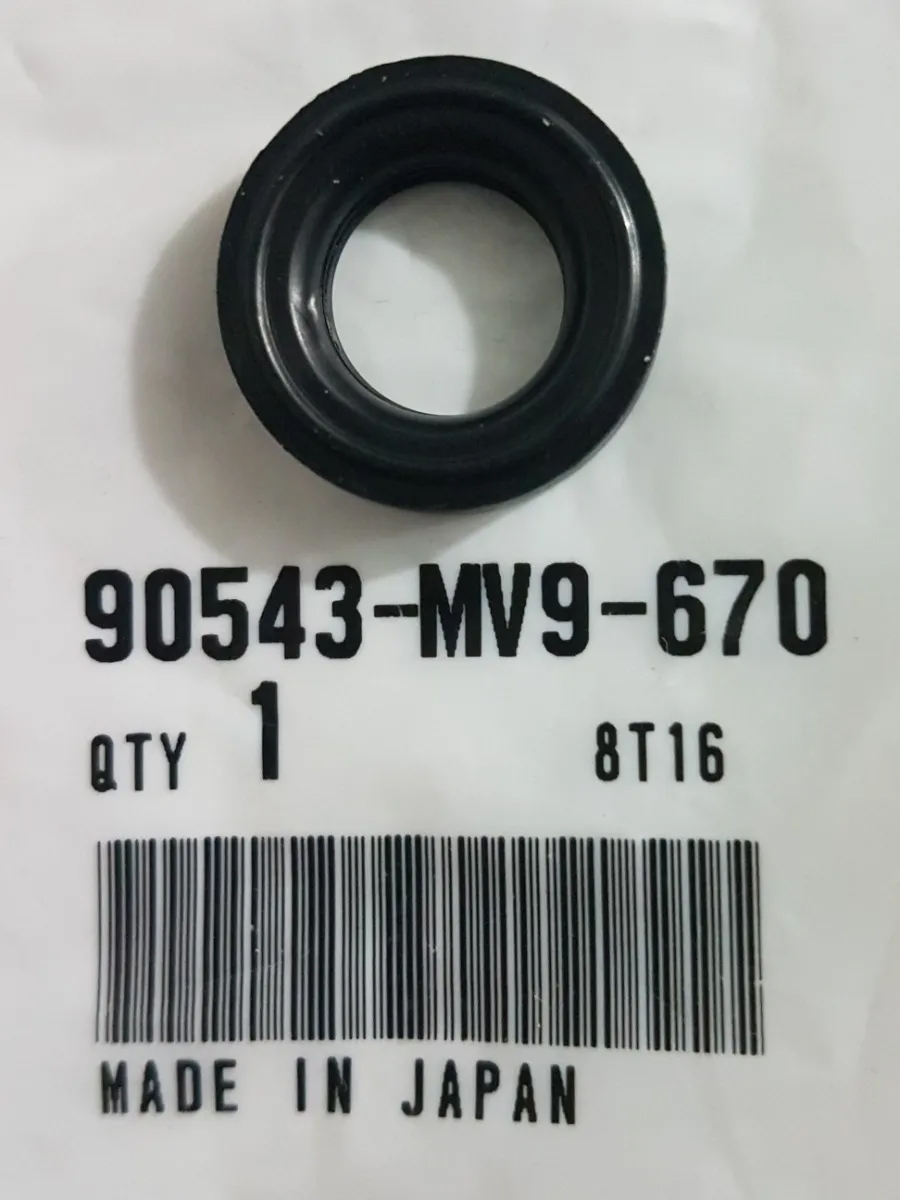 90543-MV9-670
QTY 1 8T16
MADE IN JAPAN